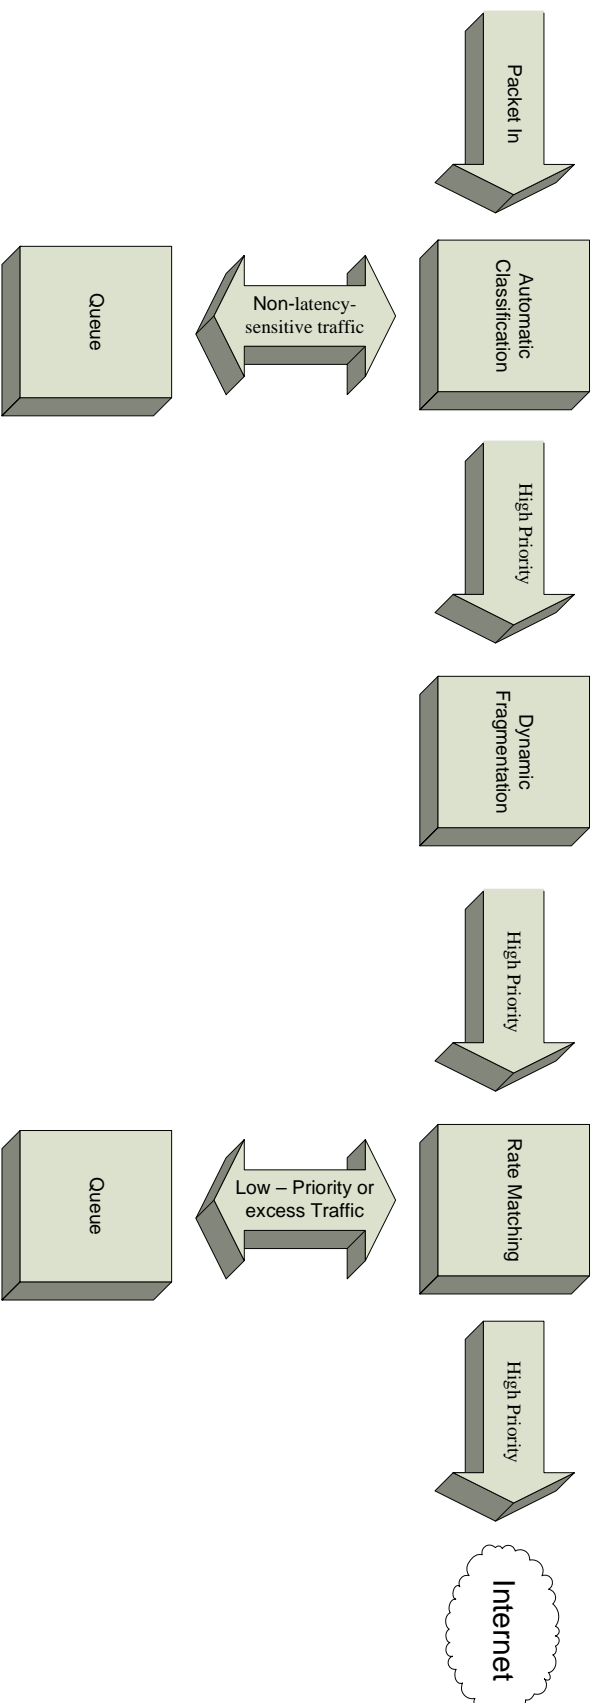 Packet In
Automatic
Classification
Non-latency-
sensitive traffic
Queue
High Priority
Dynamic
Fragmentation
High Priority
Rate Matching
Low – Priority or
excess Traffic
Queue
High Priority
Internet